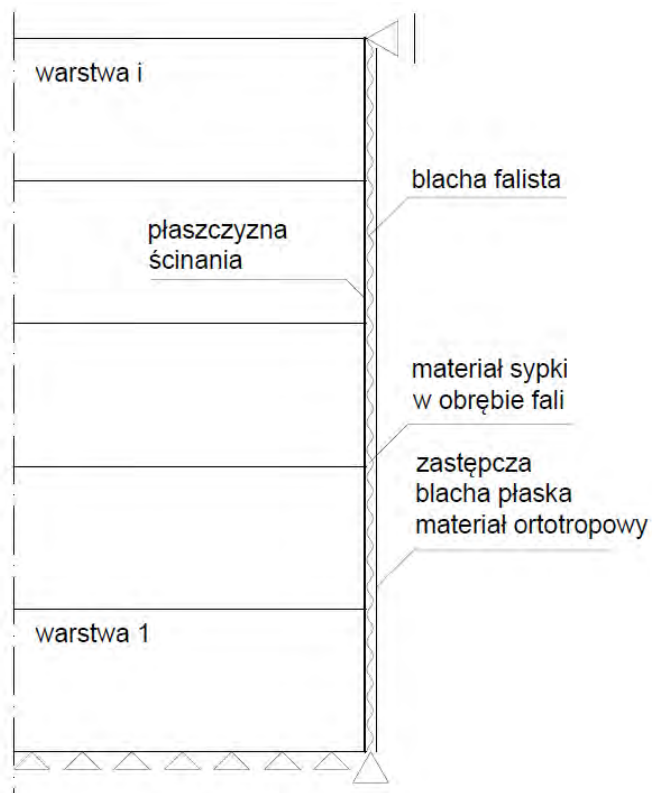 warstwa i
blacha falista
płaszczyzna
ścinania
materiał sypki
w obrębie fali
zastępcza
blacha płaska
materiał ortotropowy
warstwa 1